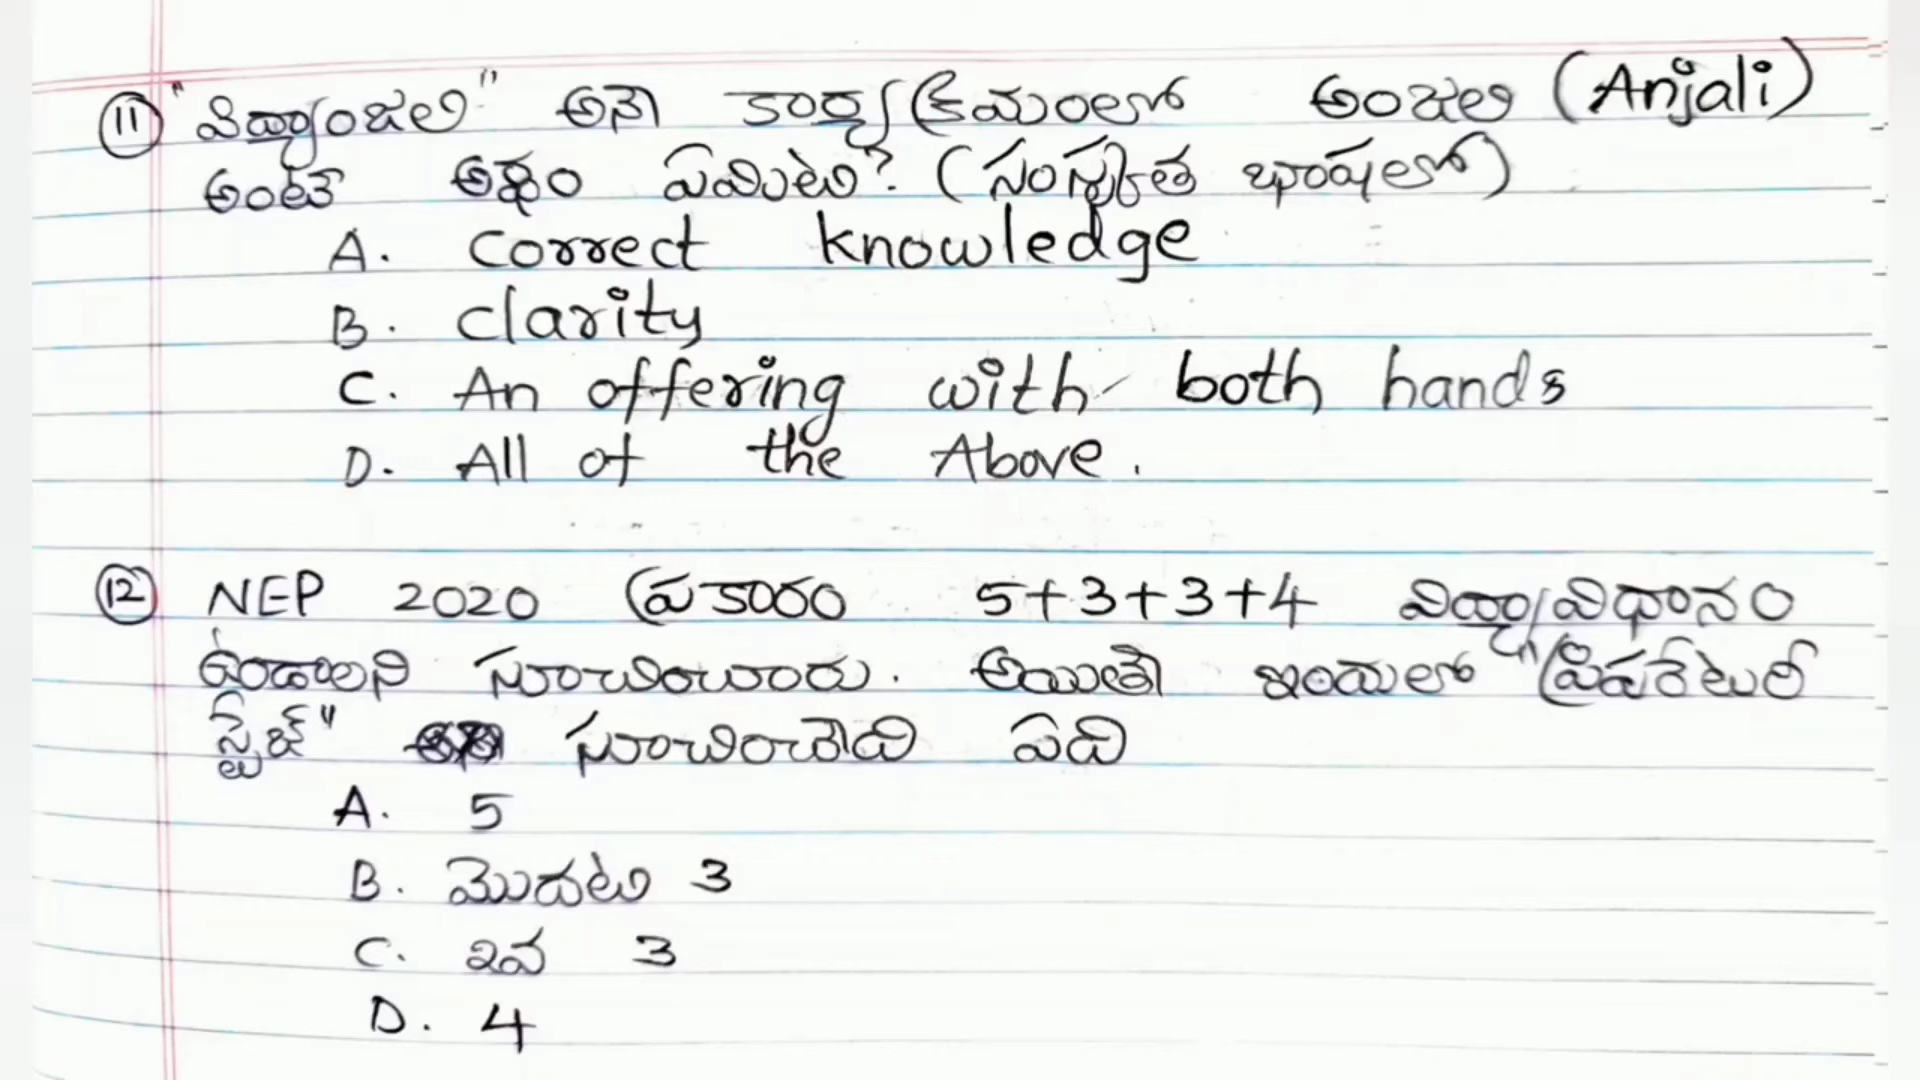 11 "విద్యాంజలి" అనే కార్యక్రమంలో అంజలి (Anjali)
అంటే అర్థం ఏమిటి? (సంస్కృత భాషలో)
A. Correct knowledge
B. Clarity
C. An offering with both hands
D. All of the Above.
12 NEP 2020 ప్రకారం 5+3+3+4 విద్యావిధానం
ఉండాలని సూచించారు. అయితే ఇందులో "ప్రిపరేటరీ
స్టేజ్" సూచించేది ఏది
A. 5
B. మొదటి 3
C. 2వ 3
D. 4